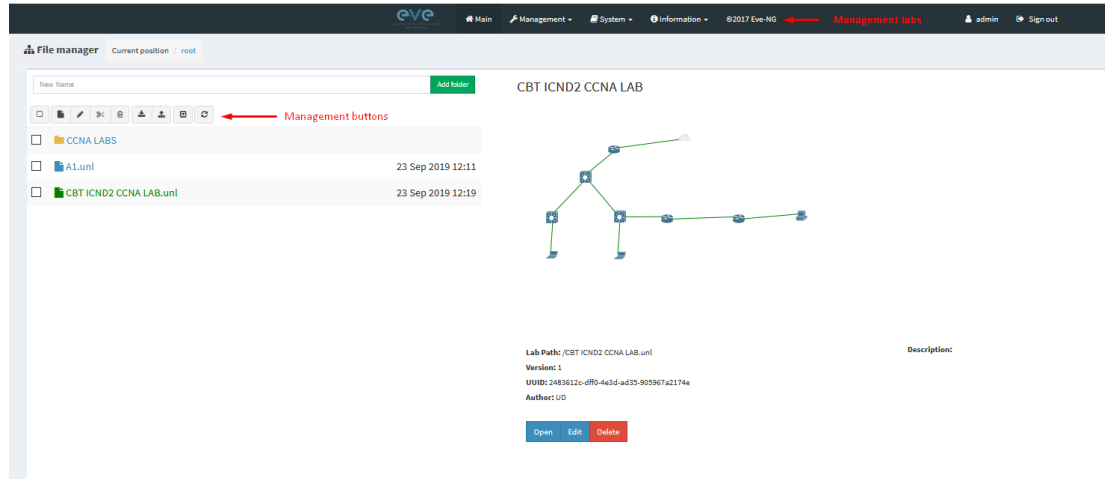 eve
Main
Management
System
Information
©2017 Eve-NG
Management tabs
admin
Sign out
File manager
Current position / root
New Name
Add folder
Management buttons
CCNA LABS
A1.unl
23 Sep 2019 12:11
CBT ICND2 CCNA LAB.unl
23 Sep 2019 12:19
CBT ICND2 CCNA LAB
Lab Path: /CBT ICND2 CCNA LAB.unl
Version: 1
UUID: 2483612c-dff0-4e3d-ad35-905967a2174e
Author: UD
Description:
Open
Edit
Delete